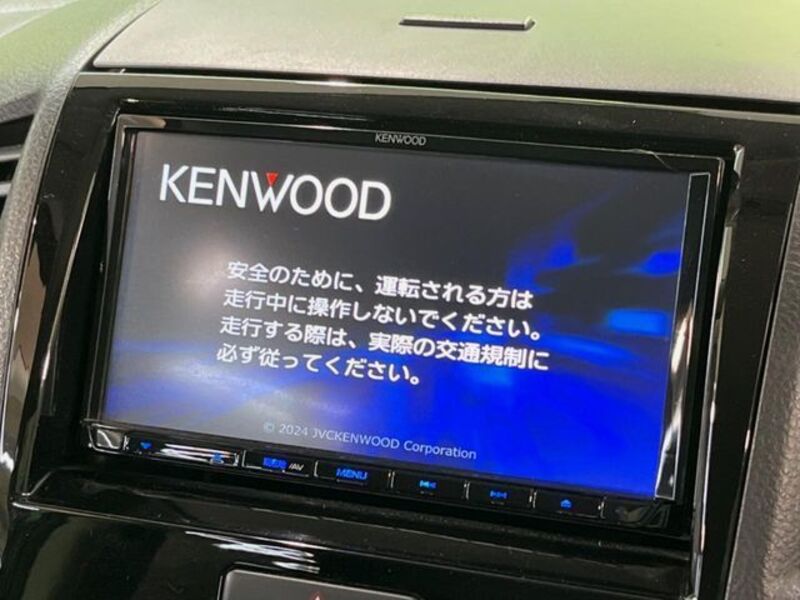 KENWOOD
KENWOOD
安全のために、運転される方は
走行中に操作しないでください。
走行する際は、実際の交通規制に
必ず従ってください。
© 2024 JVCKENWOOD Corporation
/AV
MENU